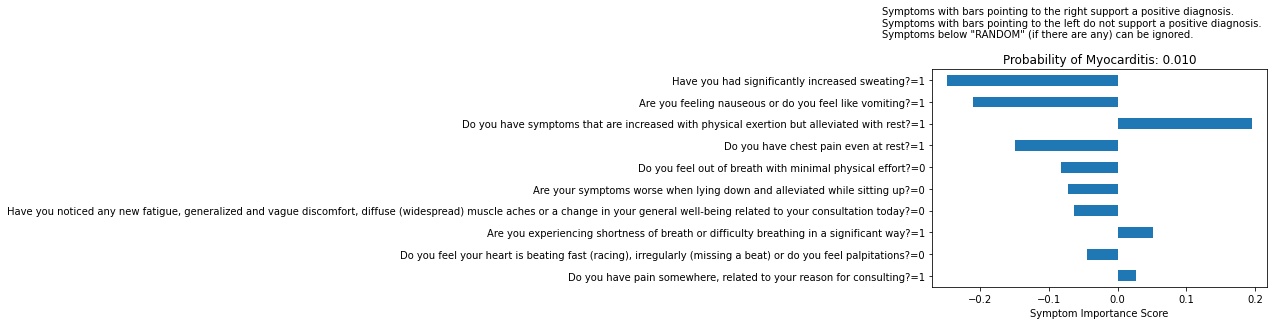 Symptoms with bars pointing to the right support a positive diagnosis.
Symptoms with bars pointing to the left do not support a positive diagnosis.
Symptoms below "RANDOM" (if there are any) can be ignored.
Probability of Myocarditis: 0.010
Have you had significantly increased sweating?=1
Are you feeling nauseous or do you feel like vomiting?=1
Do you have symptoms that are increased with physical exertion but alleviated with rest?=1
Do you have chest pain even at rest?=1
Do you feel out of breath with minimal physical effort?=0
Are your symptoms worse when lying down and alleviated while sitting up?=0
Have you noticed any new fatigue, generalized and vague discomfort, diffuse (widespread) muscle aches or a change in your general well-being related to your consultation today?=0
Are you experiencing shortness of breath or difficulty breathing in a significant way?=1
Do you feel your heart is beating fast (racing), irregularly (missing a beat) or do you feel palpitations?=0
Do you have pain somewhere, related to your reason for consulting?=1
−0.2 −0.1 0.0 0.1 0.2
Symptom Importance Score